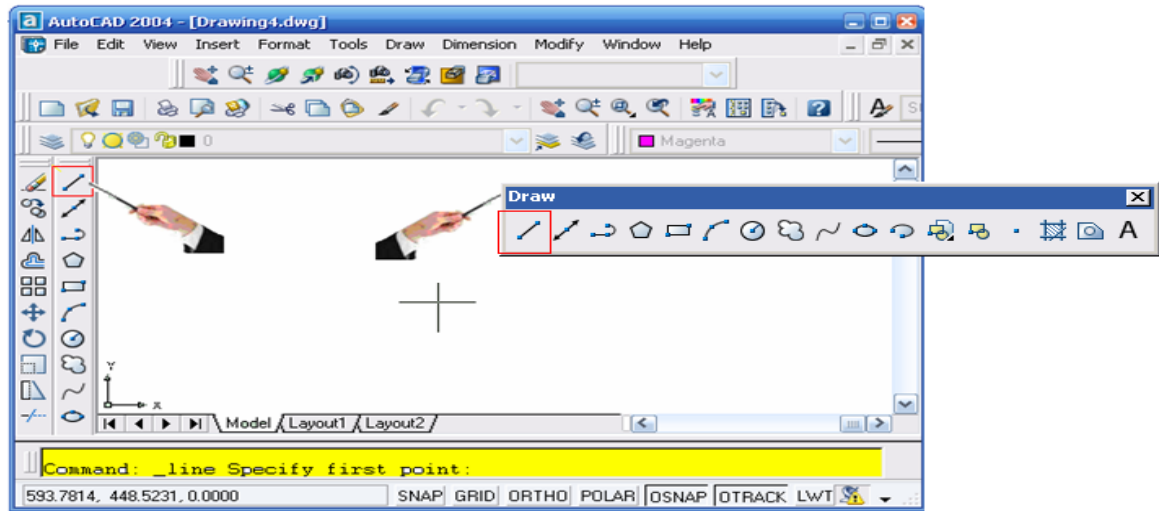 AutoCAD 2004 - [Drawing4.dwg]
File Edit View Insert Format Tools Draw Dimension Modify Window Help
0 Magenta
Draw
A
Y
X
Model Layout1 Layout2
Command: _line Specify first point:
593.7814, 448.5231, 0.0000 SNAP GRID ORTHO POLAR OSNAP OTRACK LWT